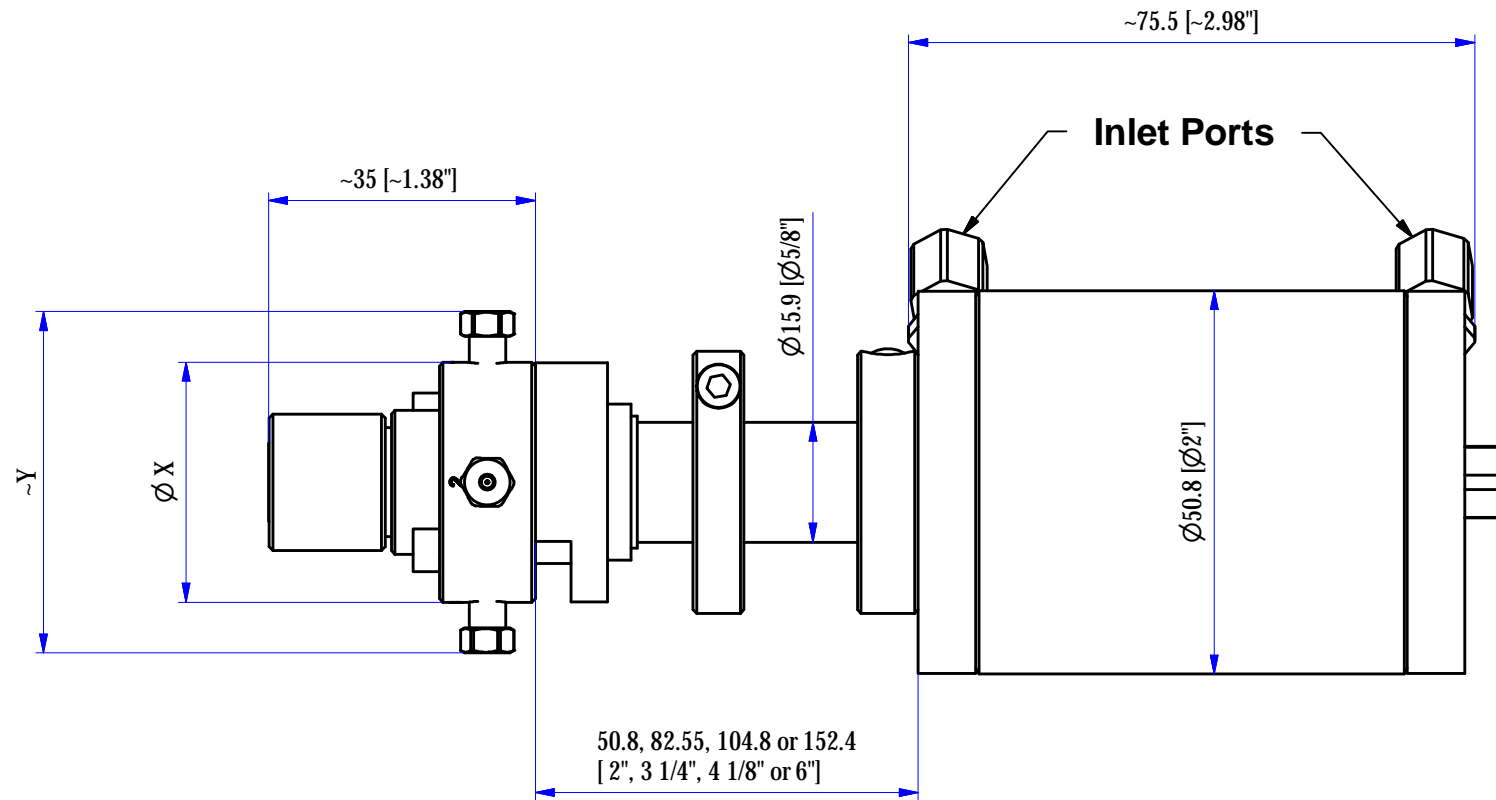 ~75.5 [~2.98"]
Inlet Ports
~35 [~1.38"]
Ø15.9 [Ø5/8"]
~Y
Ø X
2
Ø50.8 [Ø2"]
50.8, 82.55, 104.8 or 152.4
[ 2", 3 1/4", 4 1/8" or 6"]